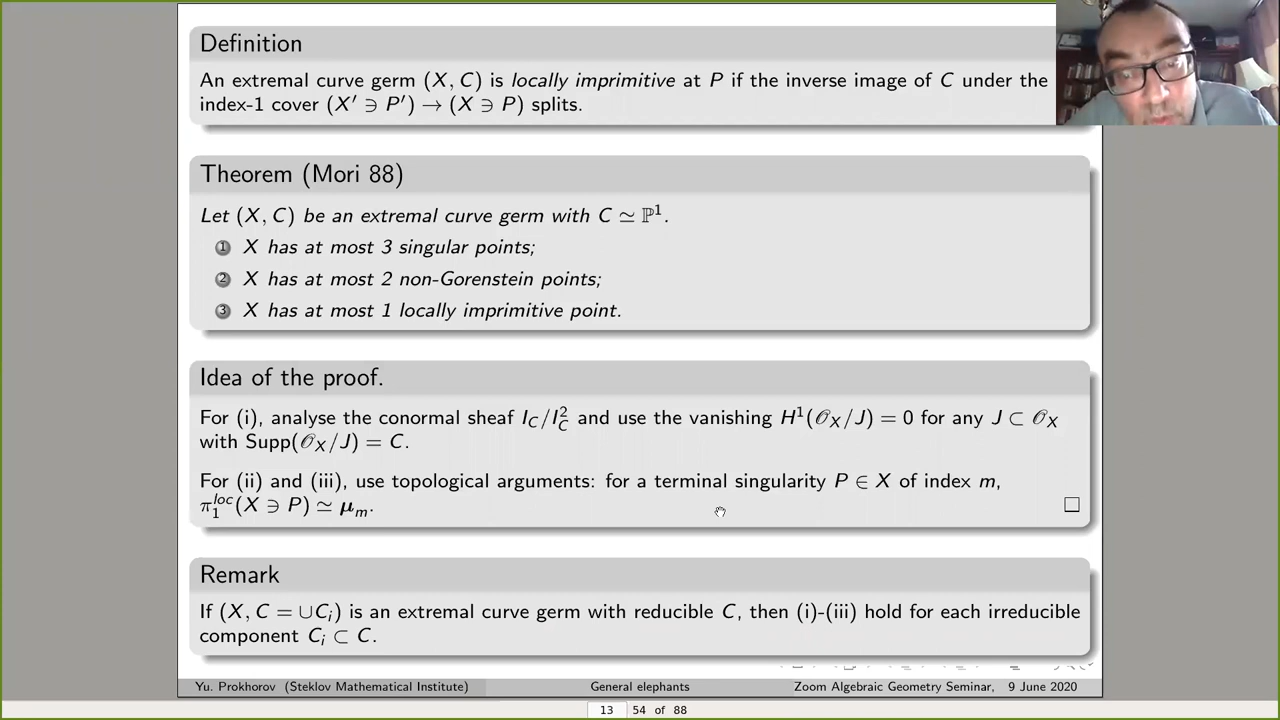 Definition
An extremal curve germ (X, C) is locally imprimitive at P if the inverse image of C under the
index-1 cover (X′ ∋ P′) → (X ∋ P) splits.
Theorem (Mori 88)
Let (X, C) be an extremal curve germ with C ≃ ℙ¹.
1 X has at most 3 singular points;
2 X has at most 2 non-Gorenstein points;
3 X has at most 1 locally imprimitive point.
Idea of the proof.
For (i), analyse the conormal sheaf I_C/I_C^2 and use the vanishing H¹(𝒪_X/J) = 0 for any J ⊂ 𝒪_X
with Supp(𝒪_X/J) = C.
For (ii) and (iii), use topological arguments: for a terminal singularity P ∈ X of index m,
π_1^{loc}(X ∋ P) ≃ μ_m. □
Remark
If (X, C = ∪C_i) is an extremal curve germ with reducible C, then (i)-(iii) hold for each irreducible
component C_i ⊂ C.
Yu. Prokhorov (Steklov Mathematical Institute) General elephants Zoom Algebraic Geometry Seminar, 9 June 2020
13 54 of 88